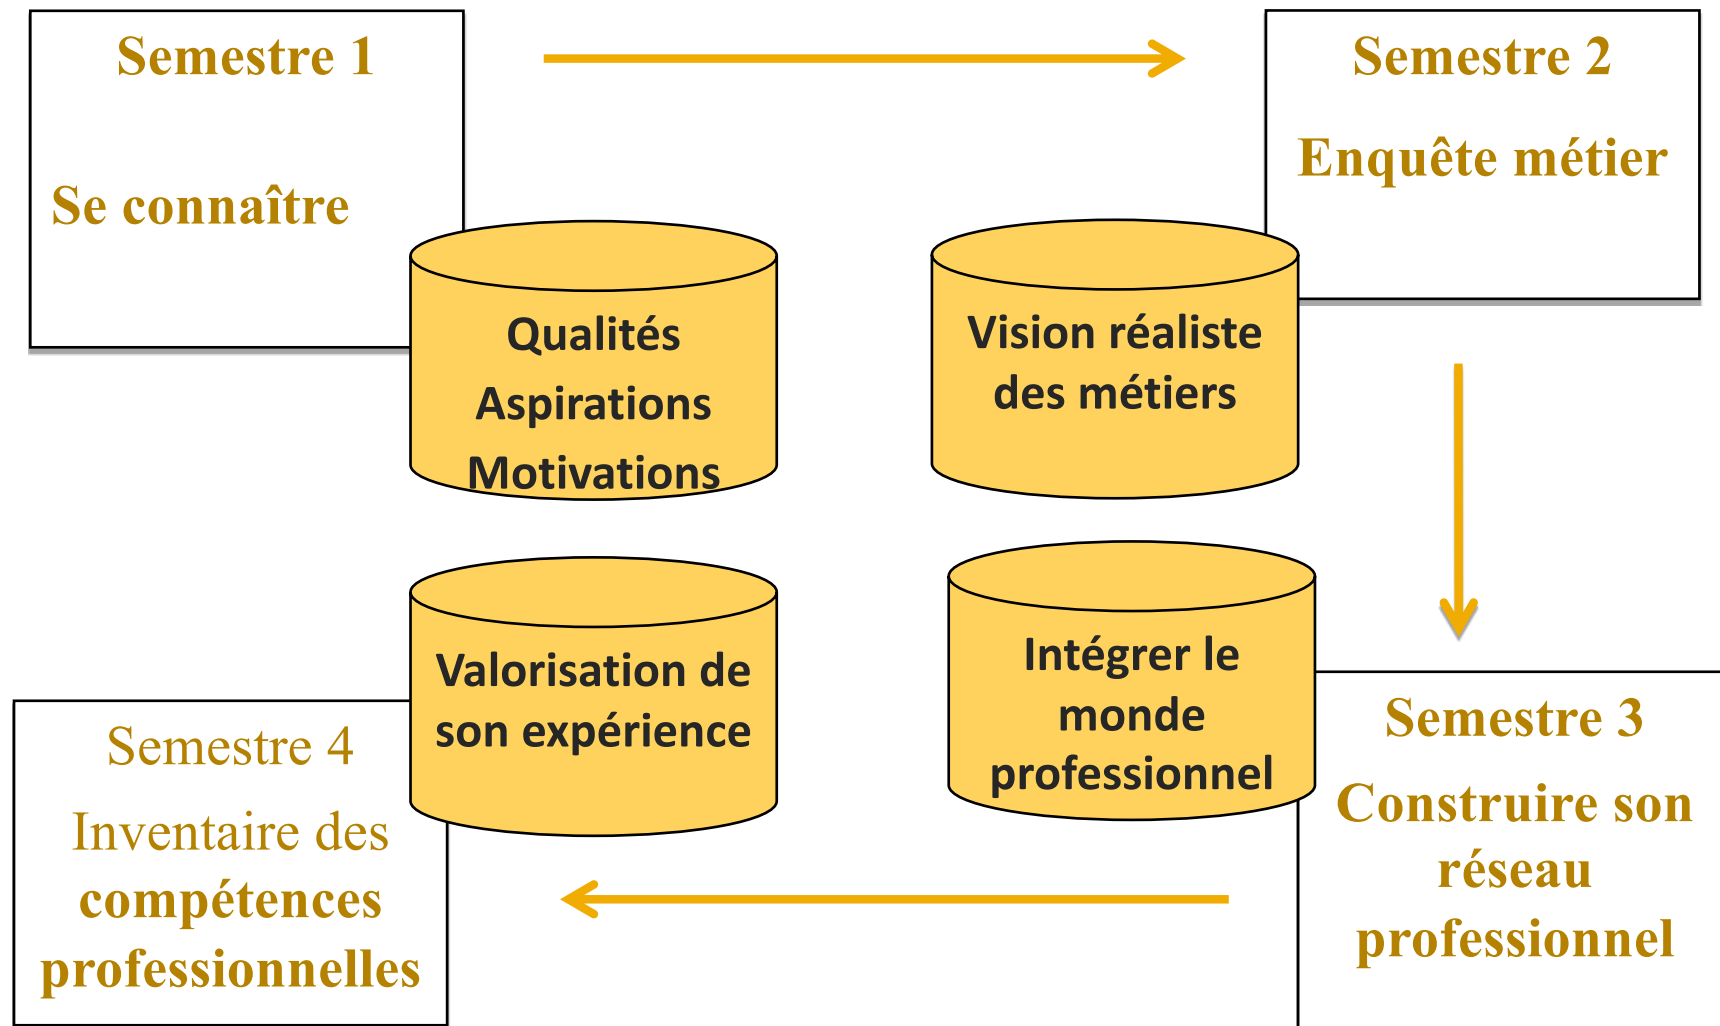 Semestre 1
Se connaître
Qualités
Aspirations
Motivations
Semestre 2
Enquête métier
Vision réaliste
des métiers
Intégrer le
monde
professionnel
Semestre 3
Construire son
réseau
professionnel
Valorisation de
son expérience
Semestre 4
Inventaire des
compétences
professionnelles